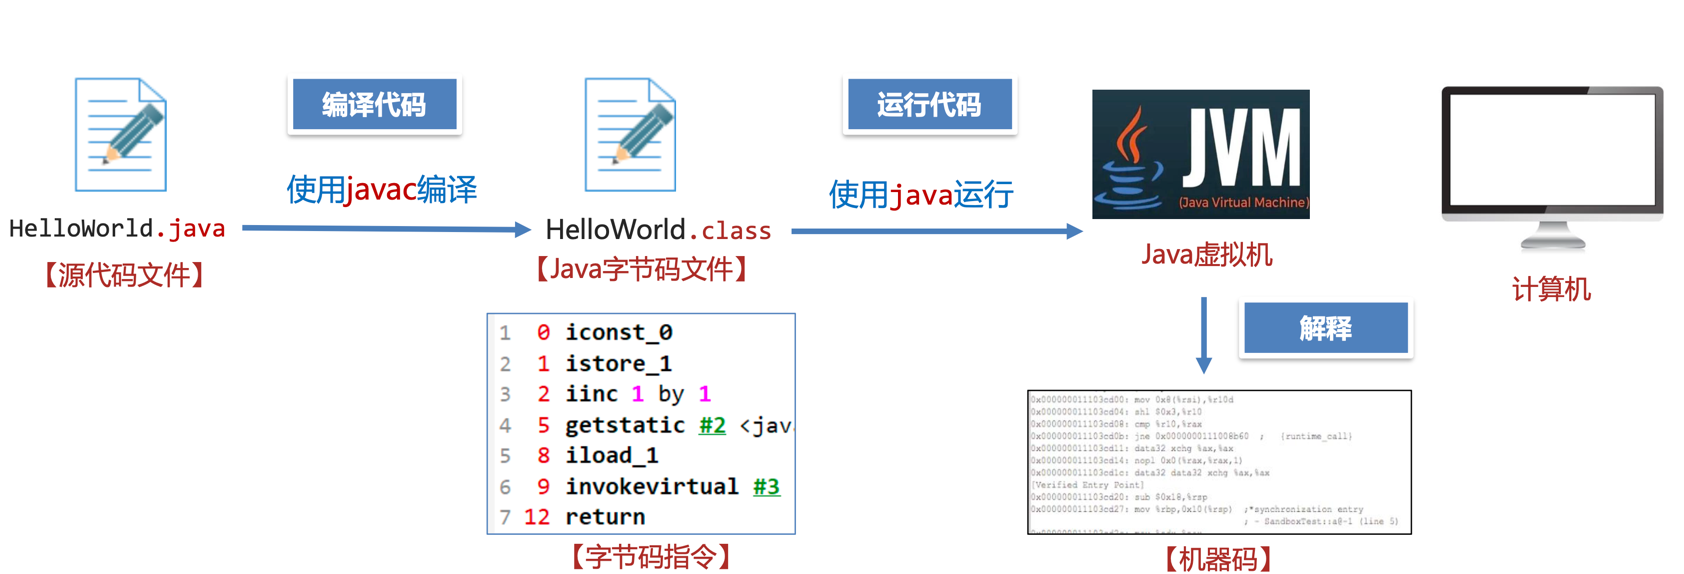 编译代码
使用javac编译
HelloWorld.java
【源代码文件】
运行代码
使用java运行
HelloWorld.class
【Java字节码文件】
JVM
(Java Virtual Machine)
Java虚拟机
计算机
解释
1 0 iconst_0
2 1 istore_1
3 2 iinc 1 by 1
4 5 getstatic #2 <jav
5 8 iload_1
6 9 invokevirtual #3
7 12 return
【字节码指令】
0x000000011103cd00: mov 0x8(%rsi),%r10d
0x000000011103cd04: shl $0x3,%r10
0x000000011103cd08: cmp %r10,%rax
0x000000011103cd0b: jne 0x0000000111008b60 ; {runtime_call}
0x000000011103cd11: data32 xchg %ax,%ax
0x000000011103cd14: nopl 0x0(%rax,%rax,1)
0x000000011103cd1c: data32 data32 xchg %ax,%ax
[Verified Entry Point]
0x000000011103cd20: sub $0x18,%rsp
0x000000011103cd27: mov %rbp,0x10(%rsp) ;*synchronization entry
; - SandboxTest::a@-1 (line 5)
【机器码】